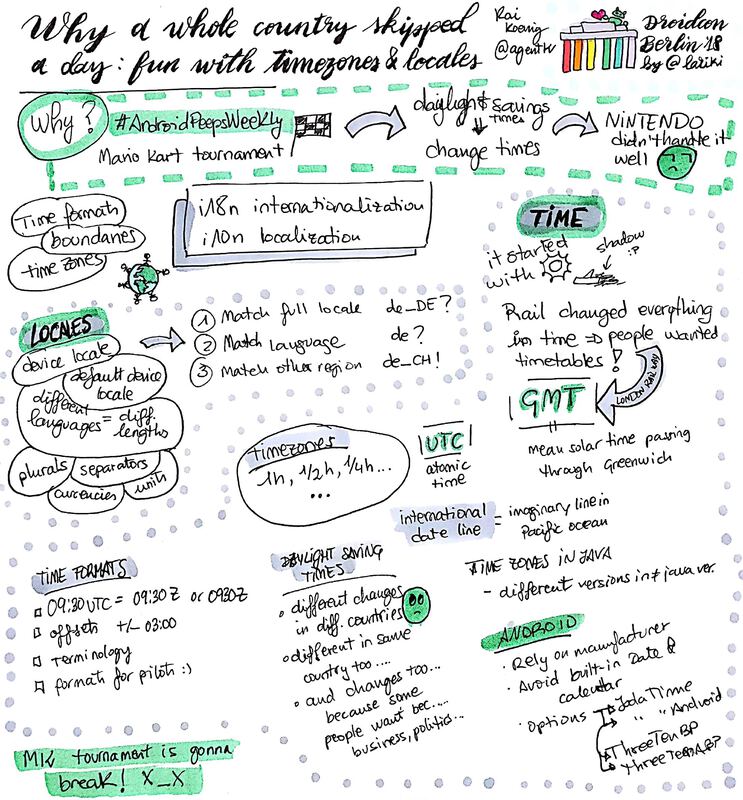 Why a whole country skipped
a day: fun with timezones & locales
Rai
Koenig
@agentK
Droidcon
Berlin '18
by @lariki
Why?
#AndroidPeepsWeekly
Mario Kart tournament
daylight savings
times
change times
NiNTENDO
didn't handle it
well
Time formats
boundaries
time zones
i18n internationalization
i10n localization
TIME
it started
with
shadow
:P
Rail changed everything
in time ⇒ people wanted
timetables!
LONDON RAIL WAY
GMT
=
mean solar time passing
through Greenwich
LOCALES
device locale
default device
locale
different
languages = diff.
lengths
plurals
separators
currencies
units
1 Match full locale de_DE?
2 Match language de?
3 Match other region de_CH!
timezones
1h, 1/2h, 1/4h...
...
UTC
atomic
time
international
date line
= imaginary line in
Pacific ocean
TIME FORMATS
09:30 UTC = 09:30Z or 0930Z
offsets +/- 03:00
Terminology
formats for pilots :)
DAYLIGHT SAVING
TIMES
• different changes
in diff. countries
• different in same
country too....
• and changes too...
because some
people want bec....
business, politics...
TIME ZONES IN JAVA
- different versions in ≠ java ver.
ANDROID
• Rely on manufacturer
• Avoid built-in Date &
calendar
• Options
Joda Time
" " Android
ThreeTenBP
ThreeTenABP
MK tournament is gonna
break! X_X